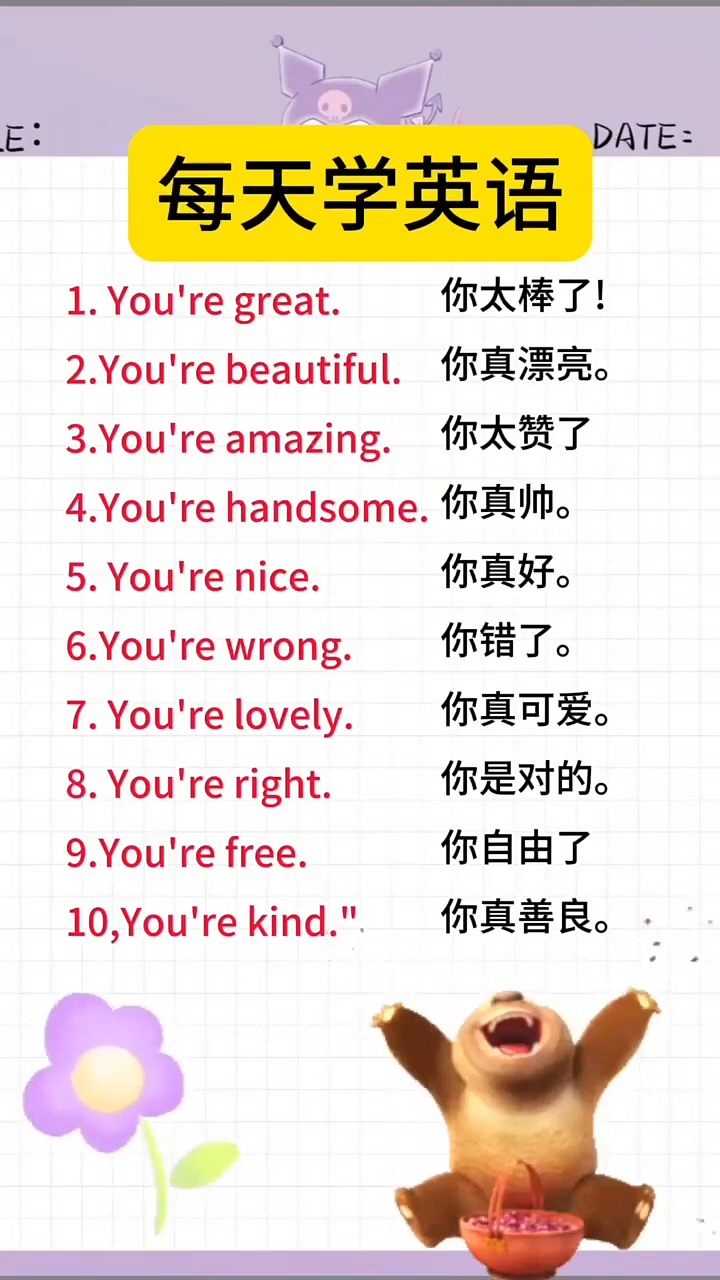 LE:
DATE=
每天学英语
1. You're great. 你太棒了!
2.You're beautiful. 你真漂亮。
3.You're amazing. 你太赞了
4.You're handsome. 你真帅。
5. You're nice. 你真好。
6.You're wrong. 你错了。
7. You're lovely. 你真可爱。
8. You're right. 你是对的。
9.You're free. 你自由了
10,You're kind." 你真善良。